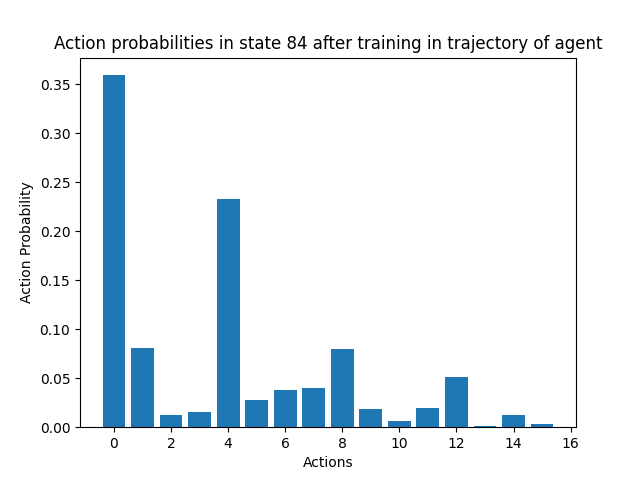 Action probabilities in state 84 after training in trajectory of agent
0.35
0.30
0.25
0.20
0.15
0.10
0.05
0.00
Action Probability
0 2 4 6 8 10 12 14 16
Actions